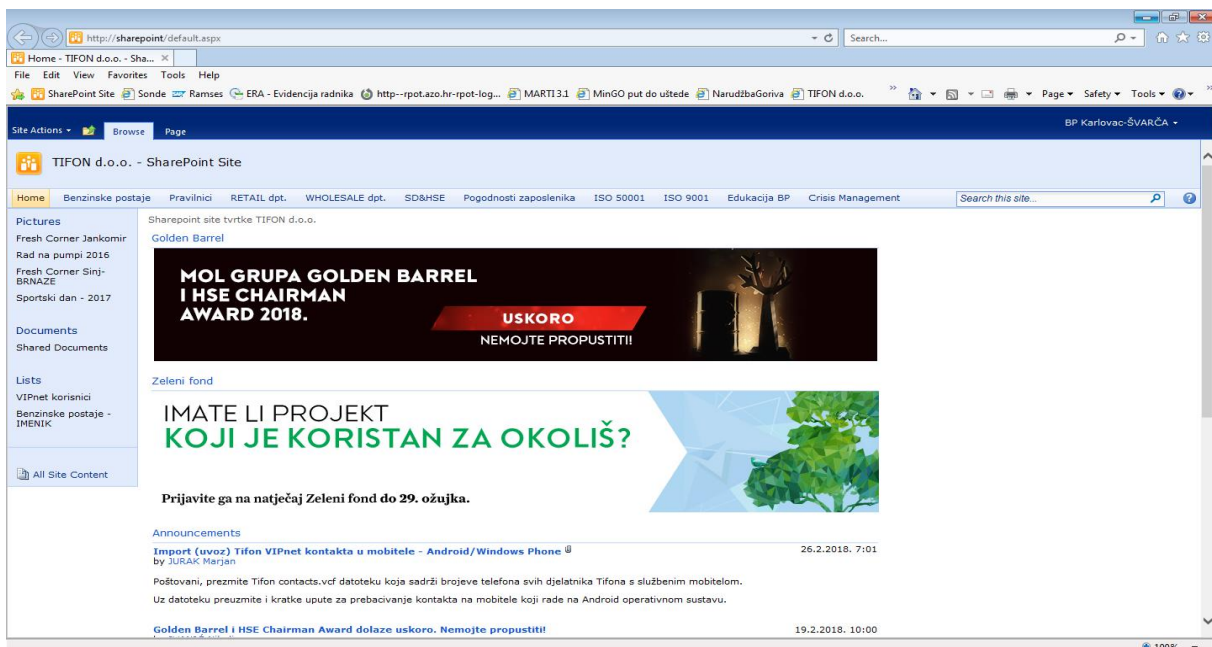 http://sharepoint/default.aspx
Search...
Home - TIFON d.o.o. - Sha...
File Edit View Favorites Tools Help
SharePoint Site Sonde Ramses ERA - Evidencija radnika http--rpot.azo.hr-rpot-log... MARTI 3.1 MinGO put do uštede NarudžbaGoriva TIFON d.o.o. » Page Safety Tools »
Site Actions Browse Page BP Karlovac-ŠVARČA
TIFON d.o.o. - SharePoint Site
Home Benzinske postaje Pravilnici RETAIL dpt. WHOLESALE dpt. SD&HSE Pogodnosti zaposlenika ISO 50001 ISO 9001 Edukacija BP Crisis Management Search this site...
Pictures
Fresh Corner Jankomir
Rad na pumpi 2016
Fresh Corner Sinj-
BRNAZE
Sportski dan - 2017
Documents
Shared Documents
Lists
VIPnet korisnici
Benzinske postaje -
IMENIK
All Site Content
Sharepoint site tvrtke TIFON d.o.o.
Golden Barrel
MOL GRUPA GOLDEN BARREL
I HSE CHAIRMAN
AWARD 2018.
USKORO
NEMOJTE PROPUSTITI!
Zeleni fond
IMATE LI PROJEKT
KOJI JE KORISTAN ZA OKOLIŠ?
Prijavite ga na natječaj Zeleni fond do 29. ožujka.
Announcements
Import (uvoz) Tifon VIPnet kontakta u mobitele - Android/Windows Phone 26.2.2018. 7:01
by JURAK Marjan
Poštovani, prezmite Tifon contacts.vcf datoteku koja sadrži brojeve telefona svih djelatnika Tifona s službenim mobitelom.
Uz datoteku preuzmite i kratke upute za prebacivanje kontakta na mobitele koji rade na Android operativnom sustavu.
Golden Barrel i HSE Chairman Award dolaze uskoro. Nemojte propustiti! 19.2.2018. 10:00